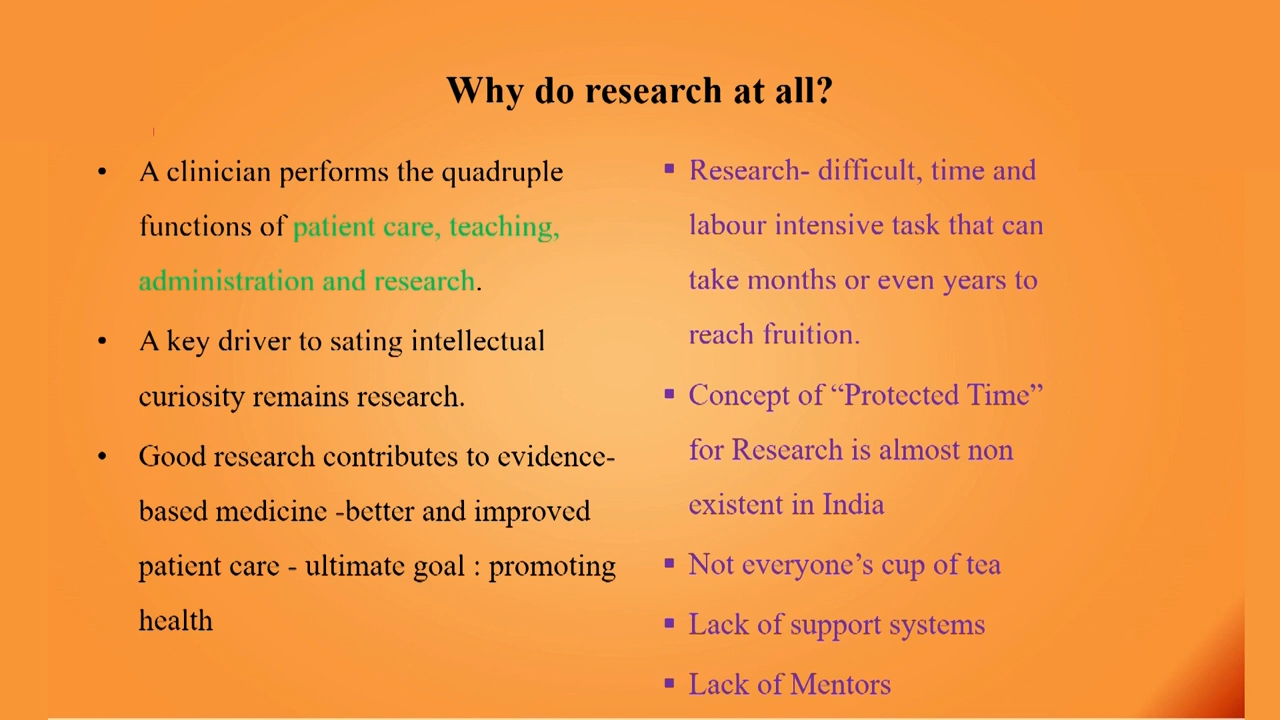 Why do research at all?
• A clinician performs the quadruple
functions of patient care, teaching,
administration and research.
• A key driver to sating intellectual
curiosity remains research.
• Good research contributes to evidence-
based medicine -better and improved
patient care - ultimate goal : promoting
health
▪ Research- difficult, time and
labour intensive task that can
take months or even years to
reach fruition.
▪ Concept of “Protected Time”
for Research is almost non
existent in India
▪ Not everyone’s cup of tea
▪ Lack of support systems
▪ Lack of Mentors